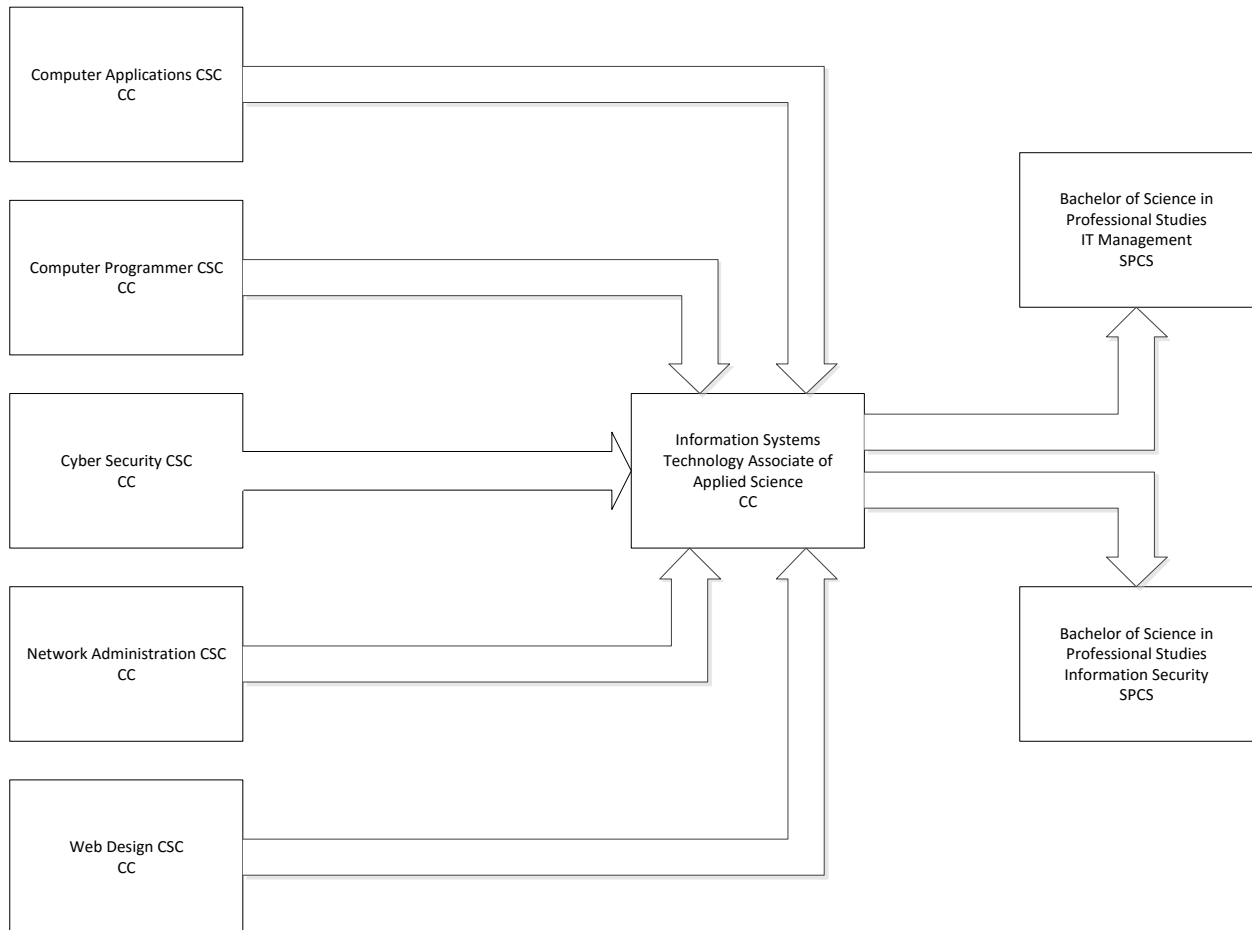 Computer Applications CSC
CC
Computer Programmer CSC
CC
Cyber Security CSC
CC
Network Administration CSC
CC
Web Design CSC
CC
Information Systems
Technology Associate of
Applied Science
CC
Bachelor of Science in
Professional Studies
IT Management
SPCS
Bachelor of Science in
Professional Studies
Information Security
SPCS